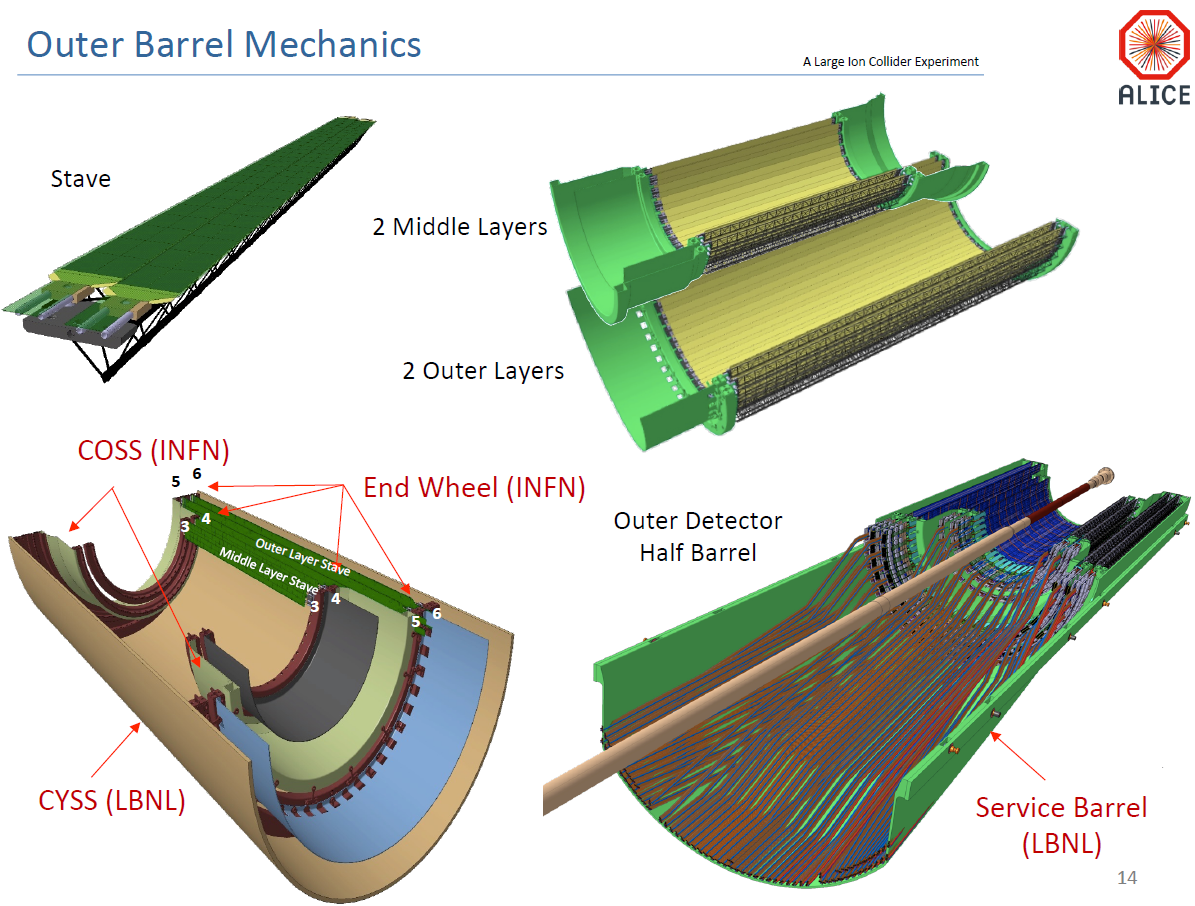 Outer Barrel Mechanics
A Large Ion Collider Experiment
ALICE
Stave
2 Middle Layers
2 Outer Layers
COSS (INFN)
5 6
End Wheel (INFN)
3 4
Outer Layer Stave
Middle Layer Stave
3 4
5 6
CYSS (LBNL)
Outer Detector
Half Barrel
Service Barrel
(LBNL)
14